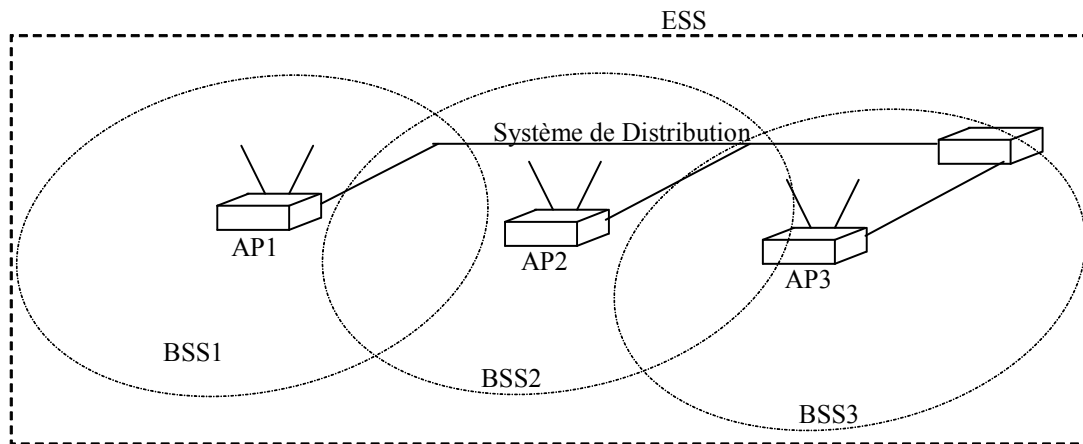 ESS
Système de Distribution
AP1
AP2
AP3
BSS1
BSS2
BSS3